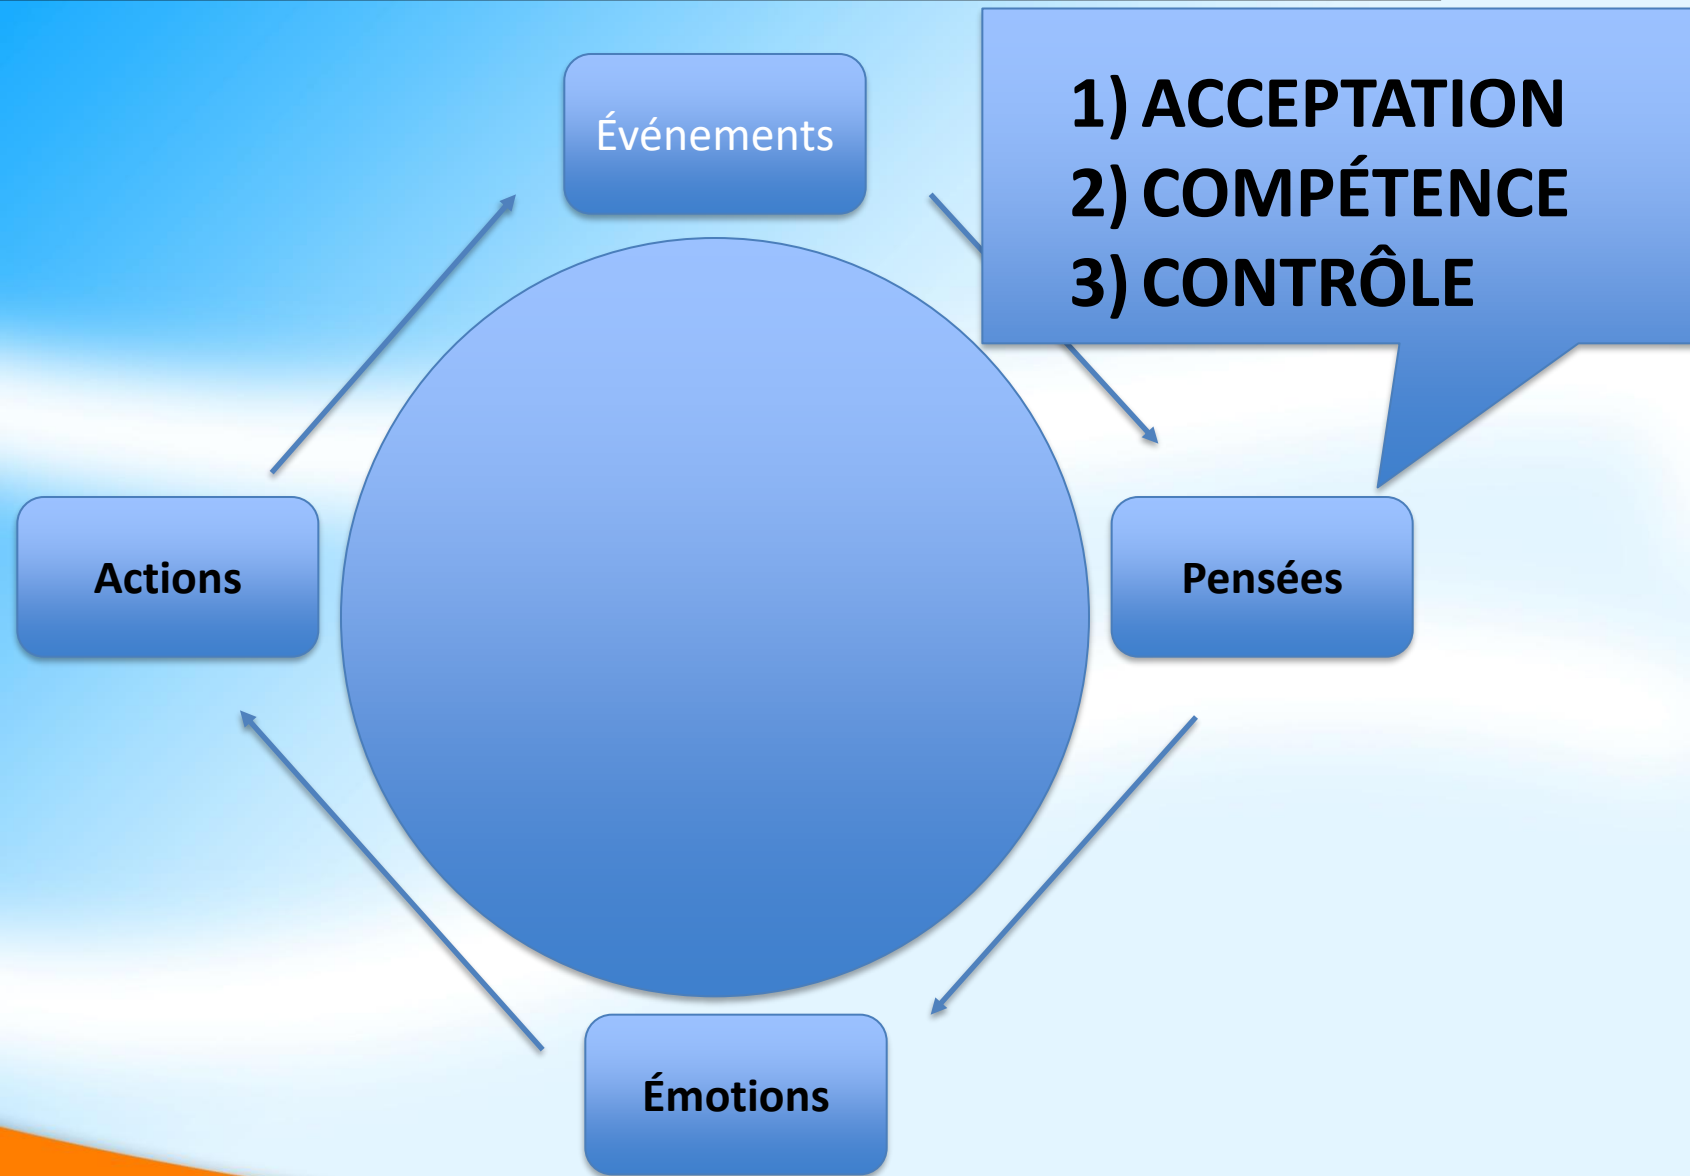 Événements
1) ACCEPTATION
2) COMPÉTENCE
3) CONTRÔLE
Actions
Pensées
Émotions